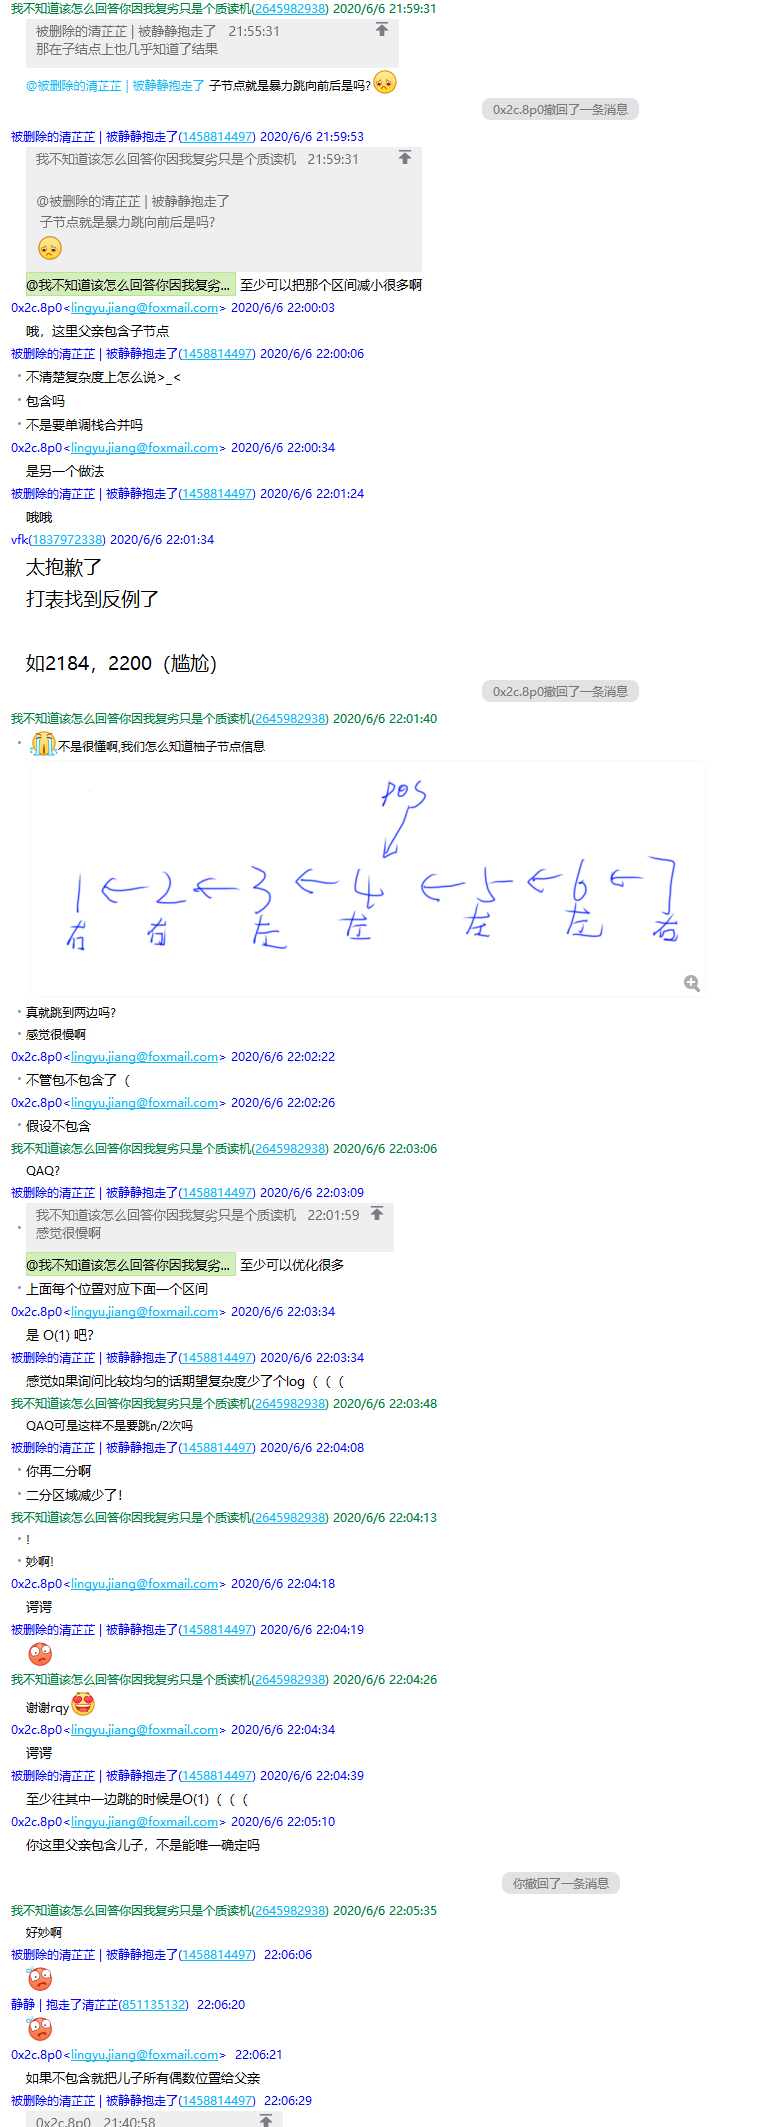 我不知道该怎么回答你因我复劣只是个质读机(2645982938) 2020/6/6 21:59:31
被删除的清芷芷 | 被静静抱走了 21:55:31
那在子结点上也几乎知道了结果
@被删除的清芷芷 | 被静静抱走了 子节点就是暴力跳向前后是吗?
0x2c.8p0撤回了一条消息
被删除的清芷芷 | 被静静抱走了(1458814497) 2020/6/6 21:59:53
我不知道该怎么回答你因我复劣只是个质读机 21:59:31
@被删除的清芷芷 | 被静静抱走了
子节点就是暴力跳向前后是吗?
@我不知道该怎么回答你因我复劣... 至少可以把那个区间减小很多啊
0x2c.8p0<lingyu.jiang@foxmail.com> 2020/6/6 22:00:03
哦，这里父亲包含子节点
被删除的清芷芷 | 被静静抱走了(1458814497) 2020/6/6 22:00:06
不清楚复杂度上怎么说>_<
包含吗
不是要单调栈合并吗
0x2c.8p0<lingyu.jiang@foxmail.com> 2020/6/6 22:00:34
是另一个做法
被删除的清芷芷 | 被静静抱走了(1458814497) 2020/6/6 22:01:24
哦哦
vfk(1837972338) 2020/6/6 22:01:34
太抱歉了
打表找到反例了
如2184，2200（尴尬）
0x2c.8p0撤回了一条消息
我不知道该怎么回答你因我复劣只是个质读机(2645982938) 2020/6/6 22:01:40
不是很懂啊,我们怎么知道柚子节点信息
pos
1 ← 2 ← 3 ← 4 ← 5 ← 6 ← 7
右 右 左 左 左 左 右
真就跳到两边吗?
感觉很慢啊
0x2c.8p0<lingyu.jiang@foxmail.com> 2020/6/6 22:02:22
不管包不包含了（
0x2c.8p0<lingyu.jiang@foxmail.com> 2020/6/6 22:02:26
假设不包含
我不知道该怎么回答你因我复劣只是个质读机(2645982938) 2020/6/6 22:03:06
QAQ?
被删除的清芷芷 | 被静静抱走了(1458814497) 2020/6/6 22:03:09
我不知道该怎么回答你因我复劣只是个质读机 22:01:59
感觉很慢啊
@我不知道该怎么回答你因我复劣... 至少可以优化很多
上面每个位置对应下面一个区间
0x2c.8p0<lingyu.jiang@foxmail.com> 2020/6/6 22:03:34
是 O(1) 吧?
被删除的清芷芷 | 被静静抱走了(1458814497) 2020/6/6 22:03:34
感觉如果询问比较均匀的话期望复杂度少了个log（（（
我不知道该怎么回答你因我复劣只是个质读机(2645982938) 2020/6/6 22:03:48
QAQ可是这样不是要跳n/2次吗
被删除的清芷芷 | 被静静抱走了(1458814497) 2020/6/6 22:04:08
你再二分啊
二分区域减少了!
我不知道该怎么回答你因我复劣只是个质读机(2645982938) 2020/6/6 22:04:13
!
妙啊!
0x2c.8p0<lingyu.jiang@foxmail.com> 2020/6/6 22:04:18
谔谔
被删除的清芷芷 | 被静静抱走了(1458814497) 2020/6/6 22:04:19
我不知道该怎么回答你因我复劣只是个质读机(2645982938) 2020/6/6 22:04:26
谢谢rqy
0x2c.8p0<lingyu.jiang@foxmail.com> 2020/6/6 22:04:34
谔谔
被删除的清芷芷 | 被静静抱走了(1458814497) 2020/6/6 22:04:39
至少往其中一边跳的时候是O(1)（（（
0x2c.8p0<lingyu.jiang@foxmail.com> 2020/6/6 22:05:10
你这里父亲包含儿子，不是能唯一确定吗
你撤回了一条消息
我不知道该怎么回答你因我复劣只是个质读机(2645982938) 2020/6/6 22:05:35
好妙啊
被删除的清芷芷 | 被静静抱走了(1458814497) 22:06:06
静静 | 抱走了清芷芷(851135132) 22:06:20
0x2c.8p0<lingyu.jiang@foxmail.com> 22:06:21
如果不包含就把儿子所有偶数位置给父亲
被删除的清芷芷 | 被静静抱走了(1458814497) 22:06:29
0x2c.8p0 21:40:58